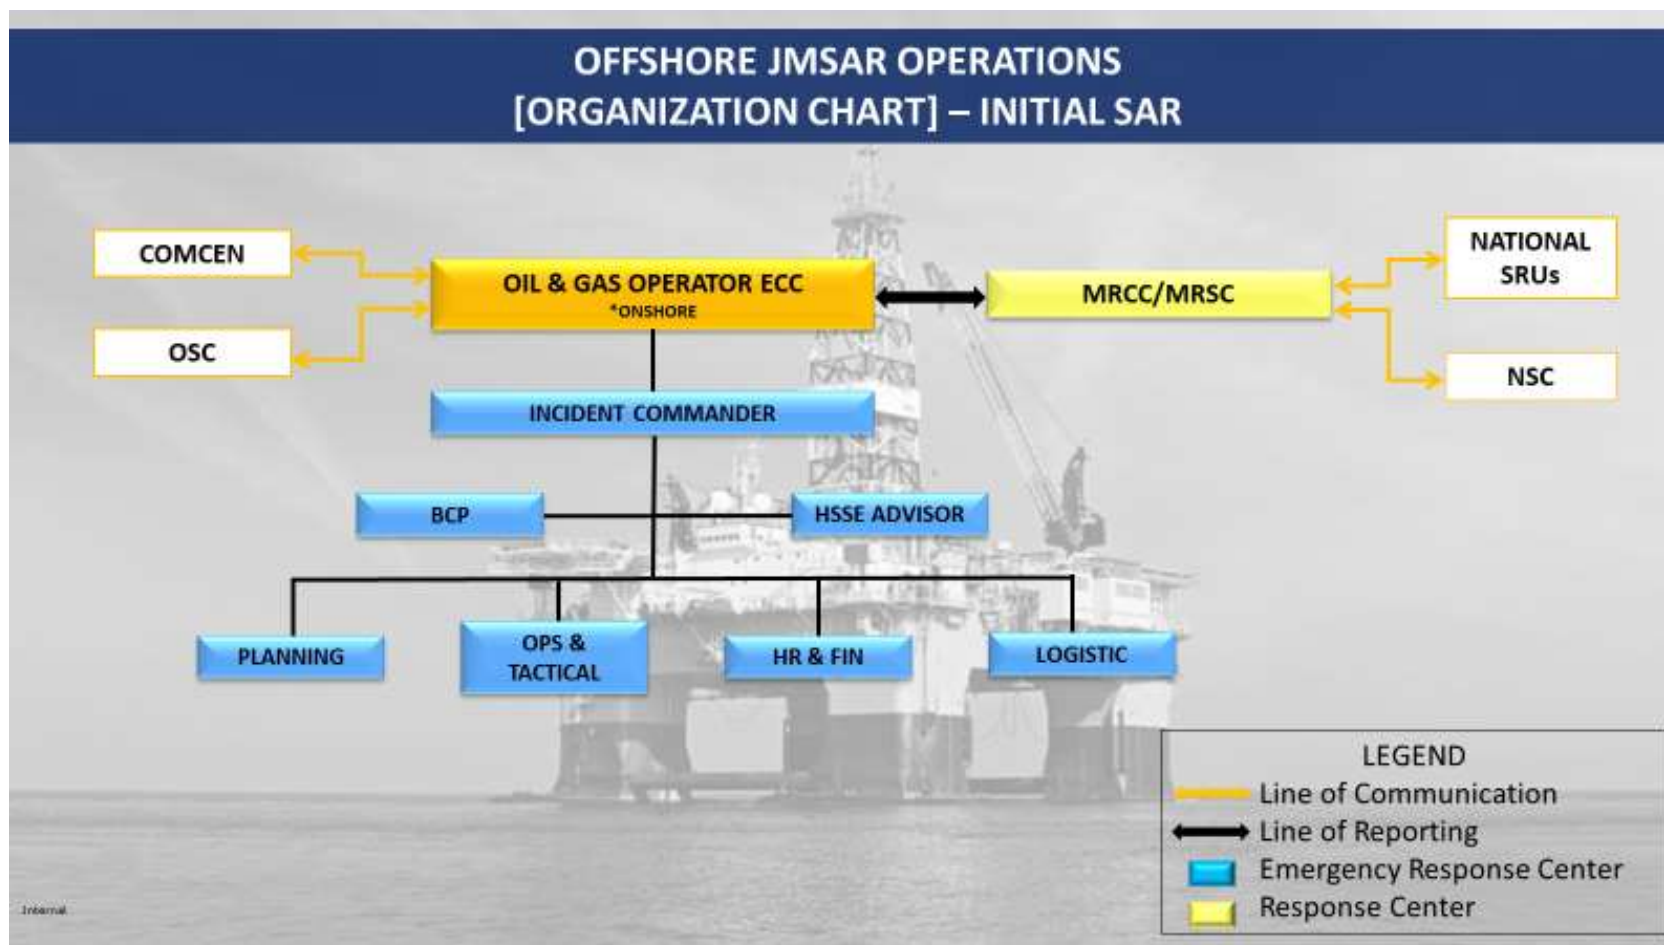 OFFSHORE JMSAR OPERATIONS
[ORGANIZATION CHART] – INITIAL SAR
COMCEN
OSC
OIL & GAS OPERATOR ECC
*ONSHORE
MRCC/MRSC
NATIONAL
SRUs
NSC
INCIDENT COMMANDER
BCP
HSSE ADVISOR
PLANNING
OPS &
TACTICAL
HR & FIN
LOGISTIC
LEGEND
Line of Communication
Line of Reporting
Emergency Response Center
Response Center
Internal